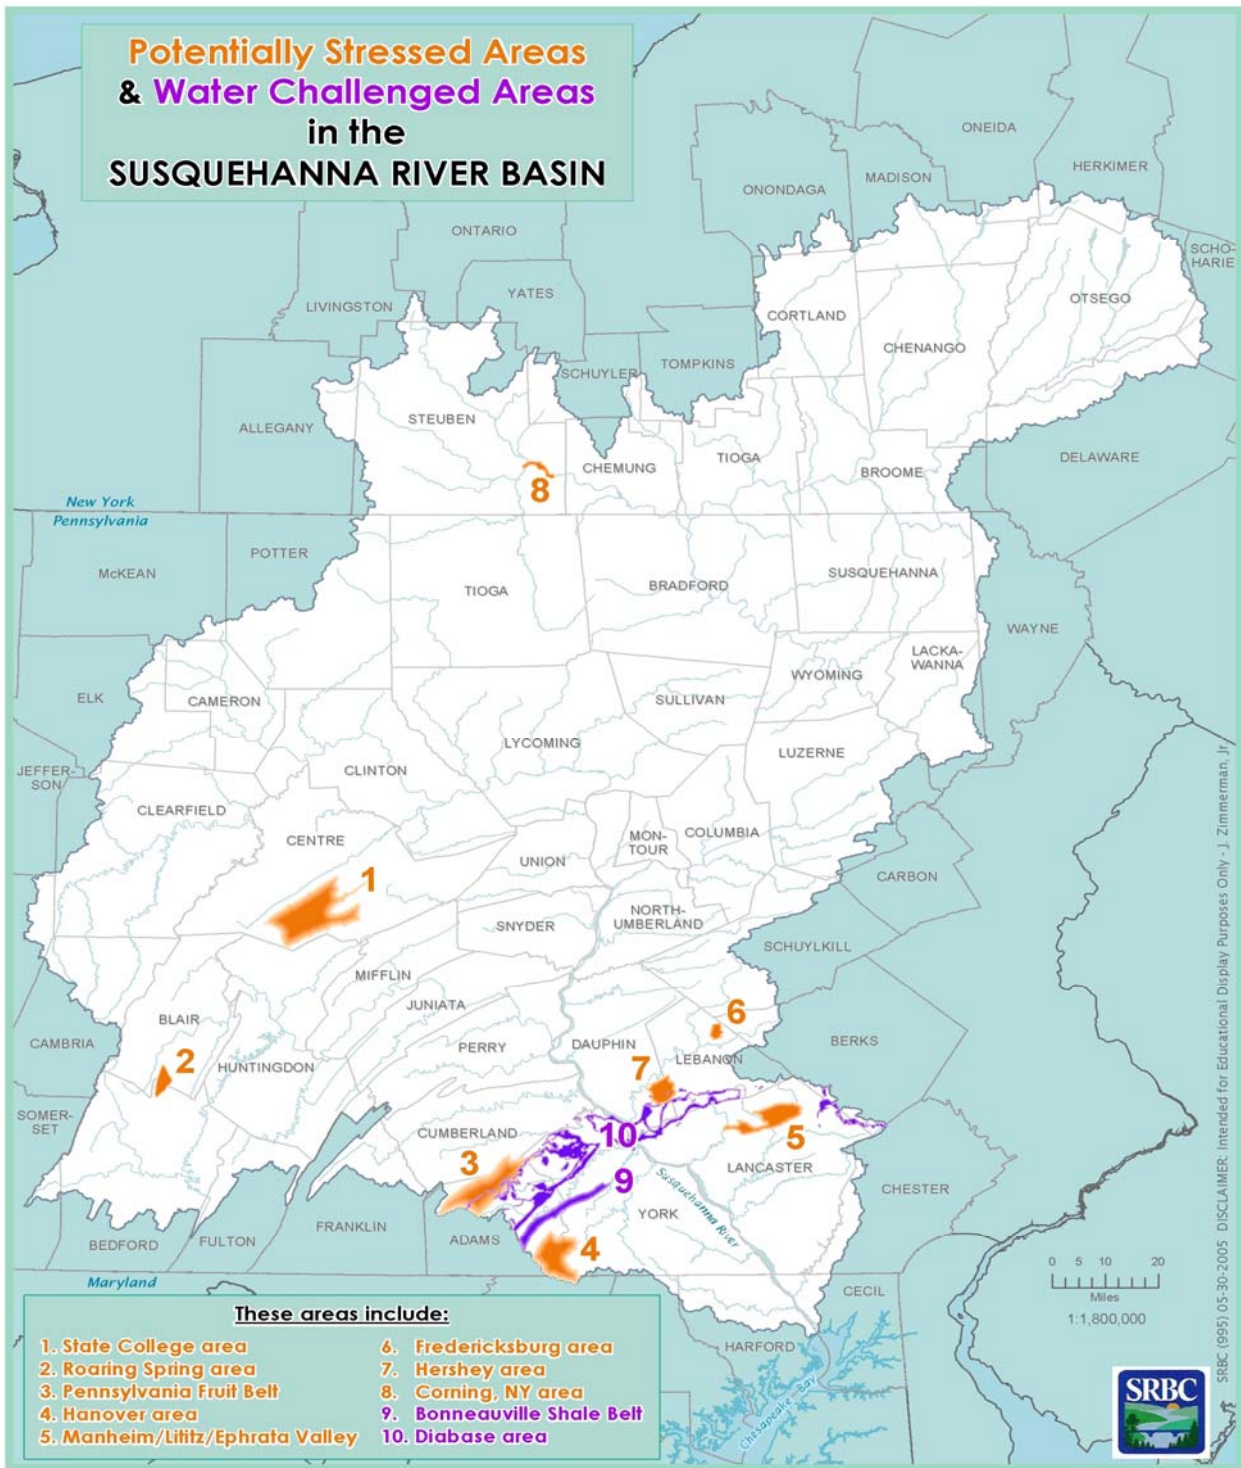 Potentially Stressed Areas
& Water Challenged Areas
in the
SUSQUEHANNA RIVER BASIN
ONEIDA
HERKIMER
MADISON
ONONDAGA
SCHO-
HARIE
ONTARIO
YATES
LIVINGSTON
OTSEGO
CORTLAND
CHENANGO
TOMPKINS
SCHUYLER
STEUBEN
ALLEGANY
CHEMUNG
TIOGA
BROOME
DELAWARE
8
New York
Pennsylvania
POTTER
McKEAN
TIOGA
BRADFORD
SUSQUEHANNA
WAYNE
LACKA-
WANNA
WYOMING
ELK
CAMERON
SULLIVAN
LYCOMING
LUZERNE
CLINTON
JEFFER-
SON
CLEARFIELD
CENTRE
MON-
TOUR
COLUMBIA
UNION
1
CARBON
NORTH-
UMBERLAND
SNYDER
SCHUYLKILL
MIFFLIN
JUNIATA
6
BLAIR
CAMBRIA
PERRY
DAUPHIN
BERKS
LEBANON
2
HUNTINGDON
7
SOMER-
SET
CUMBERLAND
10
5
3
LANCASTER
9
Susquehanna River
CHESTER
YORK
FRANKLIN
ADAMS
BEDFORD
FULTON
4
Maryland
CECIL
0 5 10 20
Miles
1:1,800,000
HARFORD
Chesapeake Bay
These areas include:
1. State College area
2. Roaring Spring area
3. Pennsylvania Fruit Belt
4. Hanover area
5. Manheim/Lititz/Ephrata Valley
6. Fredericksburg area
7. Hershey area
8. Corning, NY area
9. Bonneauville Shale Belt
10. Diabase area
SRBC
SRBC (995) 05-30-2005 DISCLAIMER: Intended for Educational Display Purposes Only - J. Zimmerman, Jr.